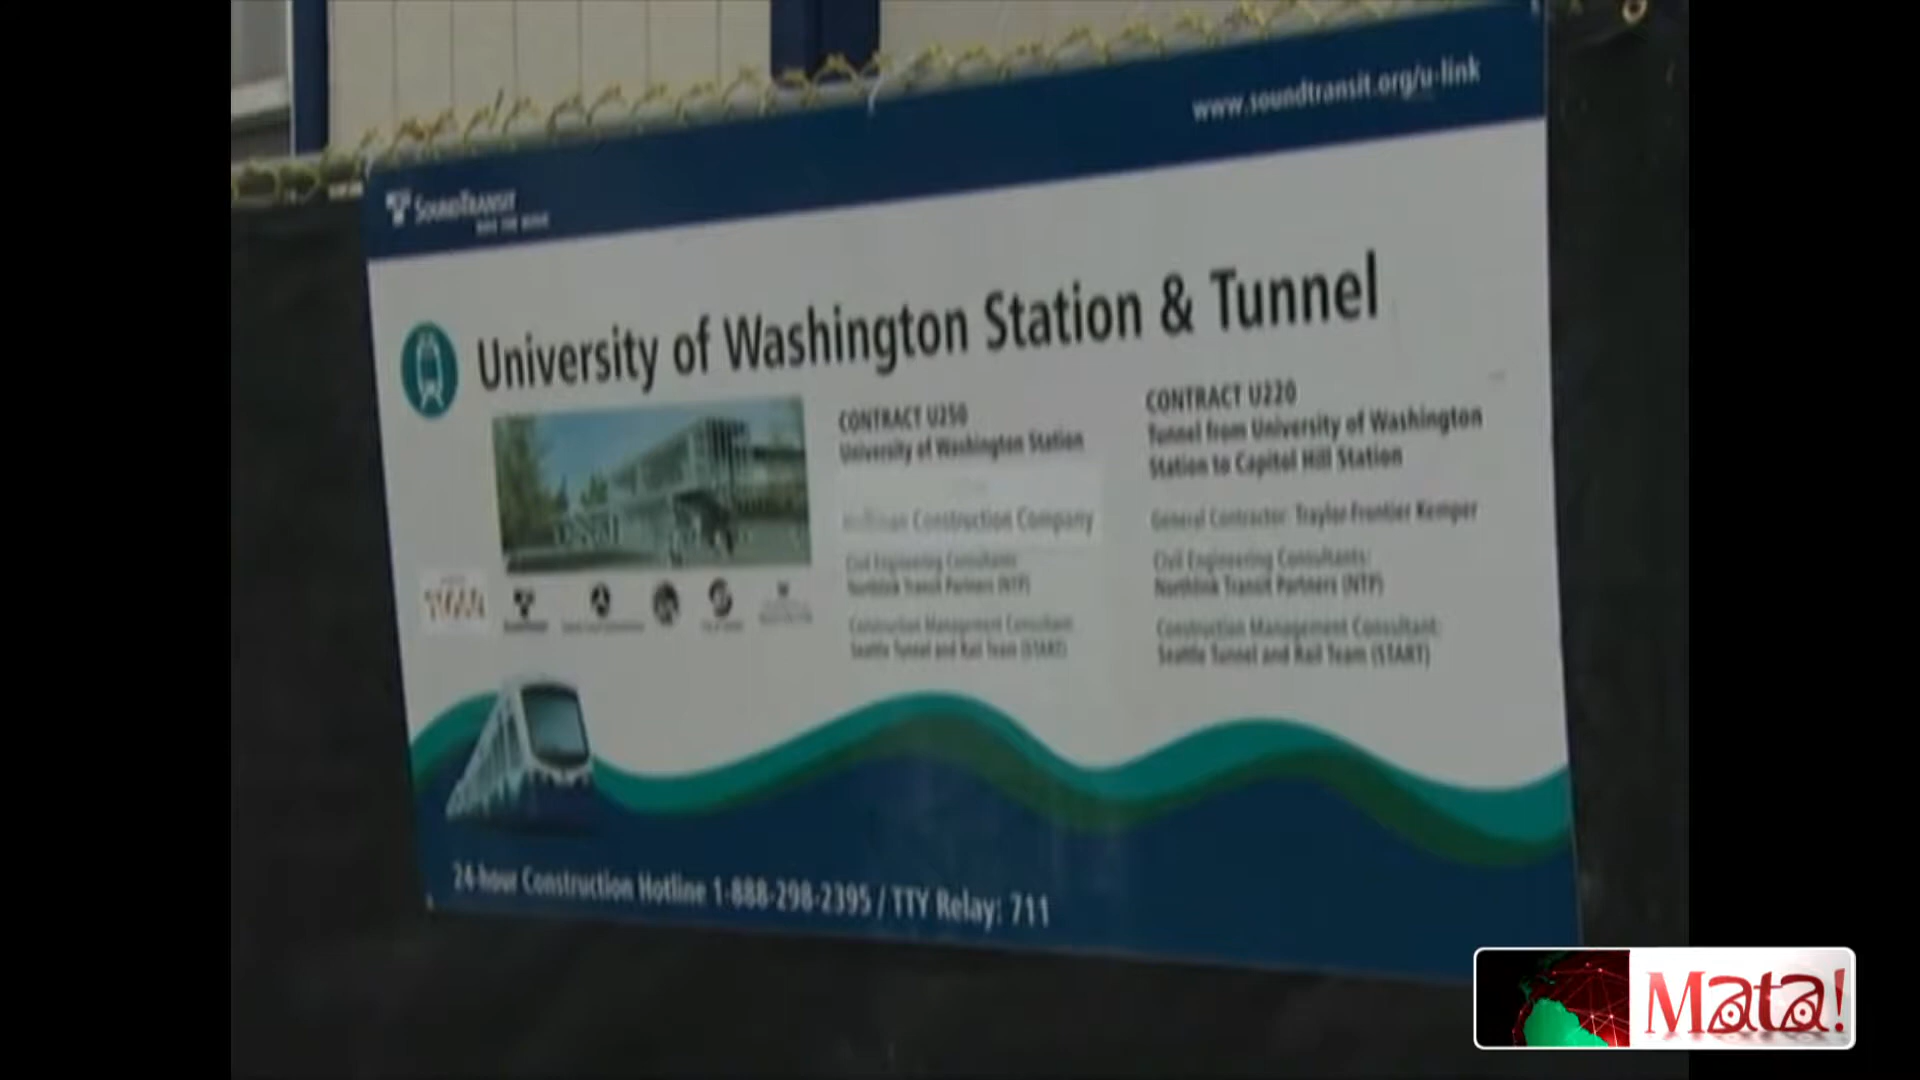 www.soundtransit.org/u-link
SOUNDTRANSIT
RIDE THE WAVE
University of Washington Station & Tunnel
CONTRACT U250
University of Washington Station
Construction Company
Civil Engineering Consultants:
Northlink Transit Partners (NTP)
Construction Management Consultant:
Seattle Tunnel and Rail Team (START)
CONTRACT U220
Tunnel from University of Washington
Station to Capitol Hill Station
General Contractor: Traylor-Frontier Kemper
Civil Engineering Consultants:
Northlink Transit Partners (NTP)
Construction Management Consultant:
Seattle Tunnel and Rail Team (START)
24-hour Construction Hotline 1-888-298-2395 / TTY Relay: 711
Mata!